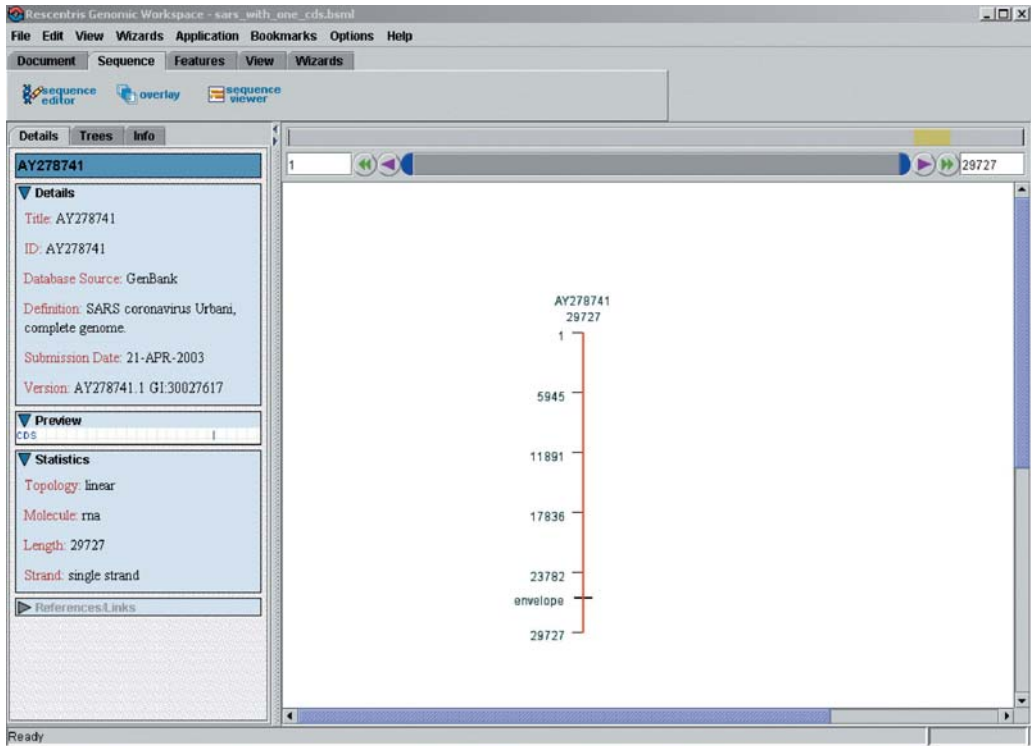 Rescentris Genomic Workspace - sars_with_one_cds.bsml
File Edit View Wizards Application Bookmarks Options Help
Document Sequence Features View Wizards
sequence editor overlay sequence viewer
Details Trees Info
1 29727
AY278741
Details
Title: AY278741
ID: AY278741
Database Source: GenBank
Definition: SARS coronavirus Urbani,
complete genome.
Submission Date: 21-APR-2003
Version: AY278741.1 GI:30027617
Preview
CDS
Statistics
Topology: linear
Molecule: rna
Length: 29727
Strand: single strand
References/Links
AY278741
29727
1
5945
11891
17836
23782
envelope
29727
Ready